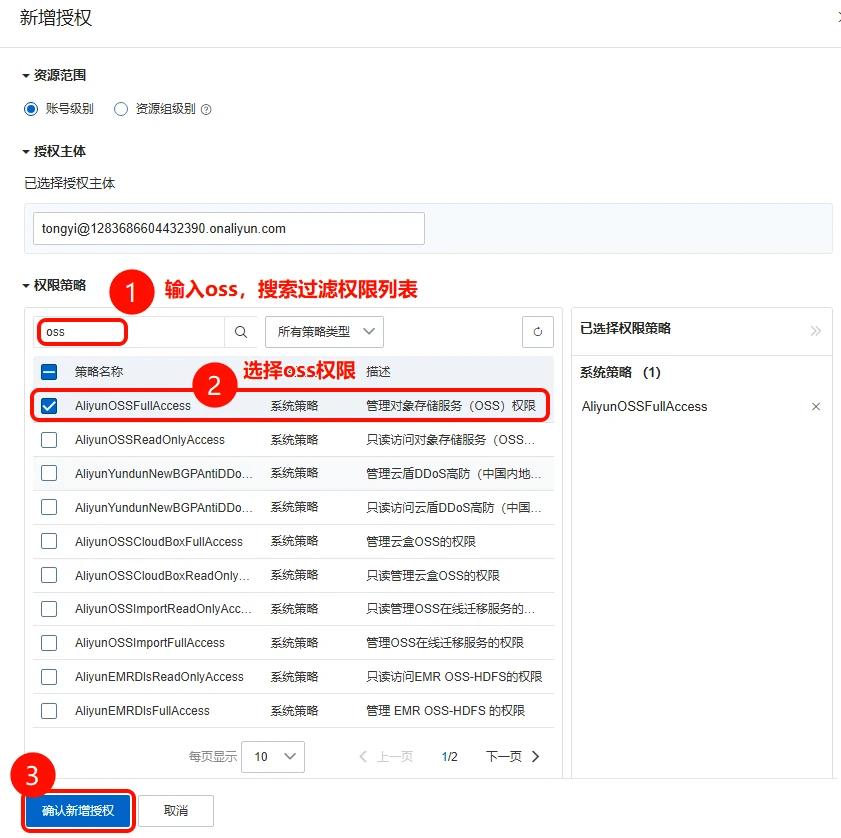 新增授权
资源范围
账号级别 资源组级别
授权主体
已选择授权主体
tongyi@1283686604432390.onaliyun.com
权限策略 1 输入oss，搜索过滤权限列表
oss 所有策略类型 已选择权限策略
策略名称 2 选择oss权限 描述 系统策略 （1）
AliyunOSSFullAccess 系统策略 管理对象存储服务（OSS）权限 AliyunOSSFullAccess
AliyunOSSReadOnlyAccess 系统策略 只读访问对象存储服务（OSS...
AliyunYundunNewBGPAntiDDo... 系统策略 管理云盾DDoS高防（中国内地...
AliyunYundunNewBGPAntiDDo... 系统策略 只读访问云盾DDoS高防（中国...
AliyunOSSCloudBoxFullAccess 系统策略 管理云盒OSS的权限
AliyunOSSCloudBoxReadOnly... 系统策略 只读管理云盒OSS的权限
AliyunOSSImportReadOnlyAcc... 系统策略 只读管理OSS在线迁移服务的...
AliyunOSSImportFullAccess 系统策略 管理OSS在线迁移服务的权限
AliyunEMRDlsReadOnlyAccess 系统策略 只读访问EMR OSS-HDFS的权限
AliyunEMRDlsFullAccess 系统策略 管理 EMR OSS-HDFS 的权限
每页显示 10 上一页 1/2 下一页
3
确认新增授权 取消